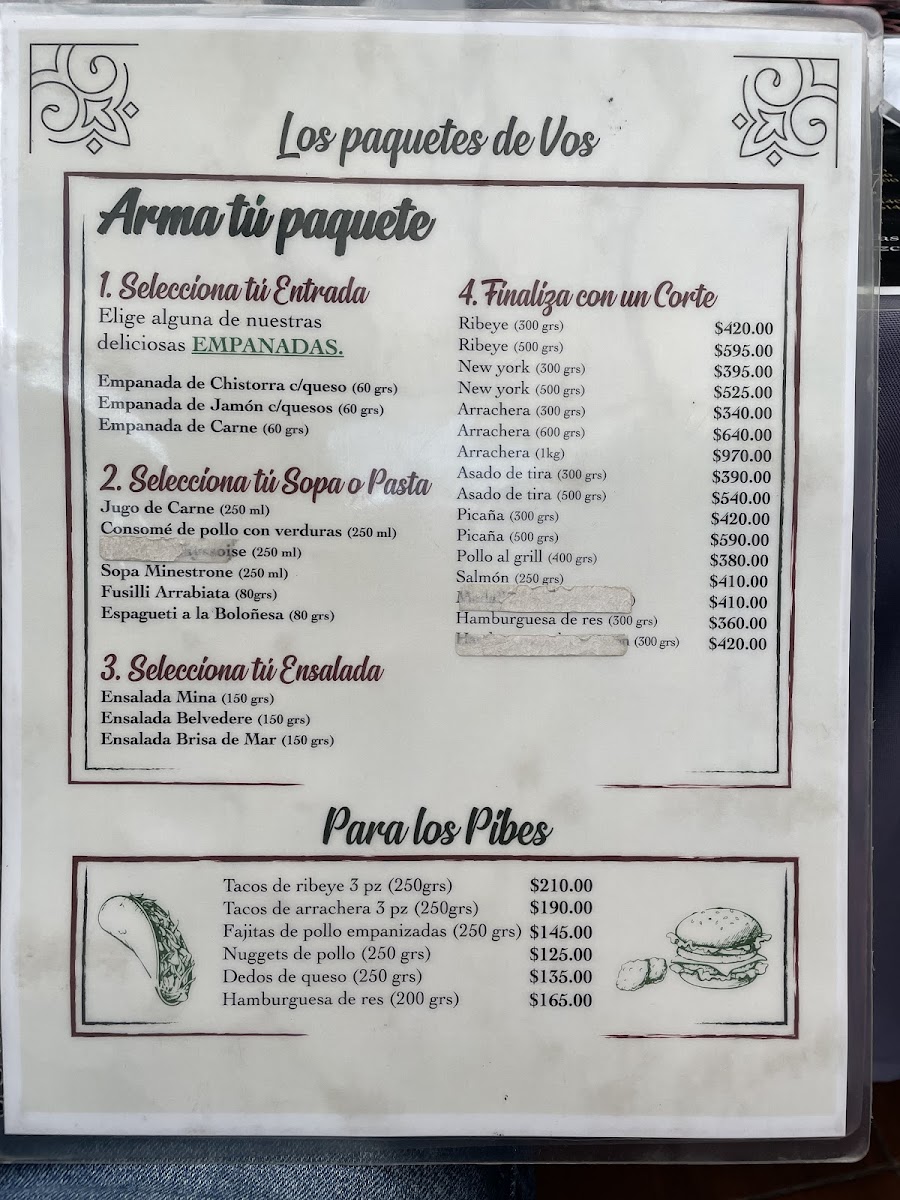 Los paquetes de Vos
Arma tú paquete
1. Selecciona tú Entrada
Elige alguna de nuestras
deliciosas EMPANADAS.
Empanada de Chistorra c/queso (60 grs)
Empanada de Jamón c/quesos (60 grs)
Empanada de Carne (60 grs)
2. Selecciona tú Sopa o Pasta
Jugo de Carne (250 ml)
Consomé de pollo con verduras (250 ml)
(250 ml)
Sopa Minestrone (250 ml)
Fusilli Arrabiata (80grs)
Espagueti a la Boloñesa (80 grs)
3. Selecciona tú Ensalada
Ensalada Mina (150 grs)
Ensalada Belvedere (150 grs)
Ensalada Brisa de Mar (150 grs)
4. Finaliza con un Corte
Ribeye (300 grs) $420.00
Ribeye (500 grs) $595.00
New york (300 grs) $395.00
New york (500 grs) $525.00
Arrachera (300 grs) $340.00
Arrachera (600 grs) $640.00
Arrachera (1kg) $970.00
Asado de tira (300 grs) $390.00
Asado de tira (500 grs) $540.00
Picaña (300 grs) $420.00
Picaña (500 grs) $590.00
Pollo al grill (400 grs) $380.00
Salmón (250 grs) $410.00
$410.00
Hamburguesa de res (300 grs) $360.00
(300 grs) $420.00
Para los Pibes
Tacos de ribeye 3 pz (250grs) $210.00
Tacos de arrachera 3 pz (250grs) $190.00
Fajitas de pollo empanizadas (250 grs) $145.00
Nuggets de pollo (250 grs) $125.00
Dedos de queso (250 grs) $135.00
Hamburguesa de res (200 grs) $165.00